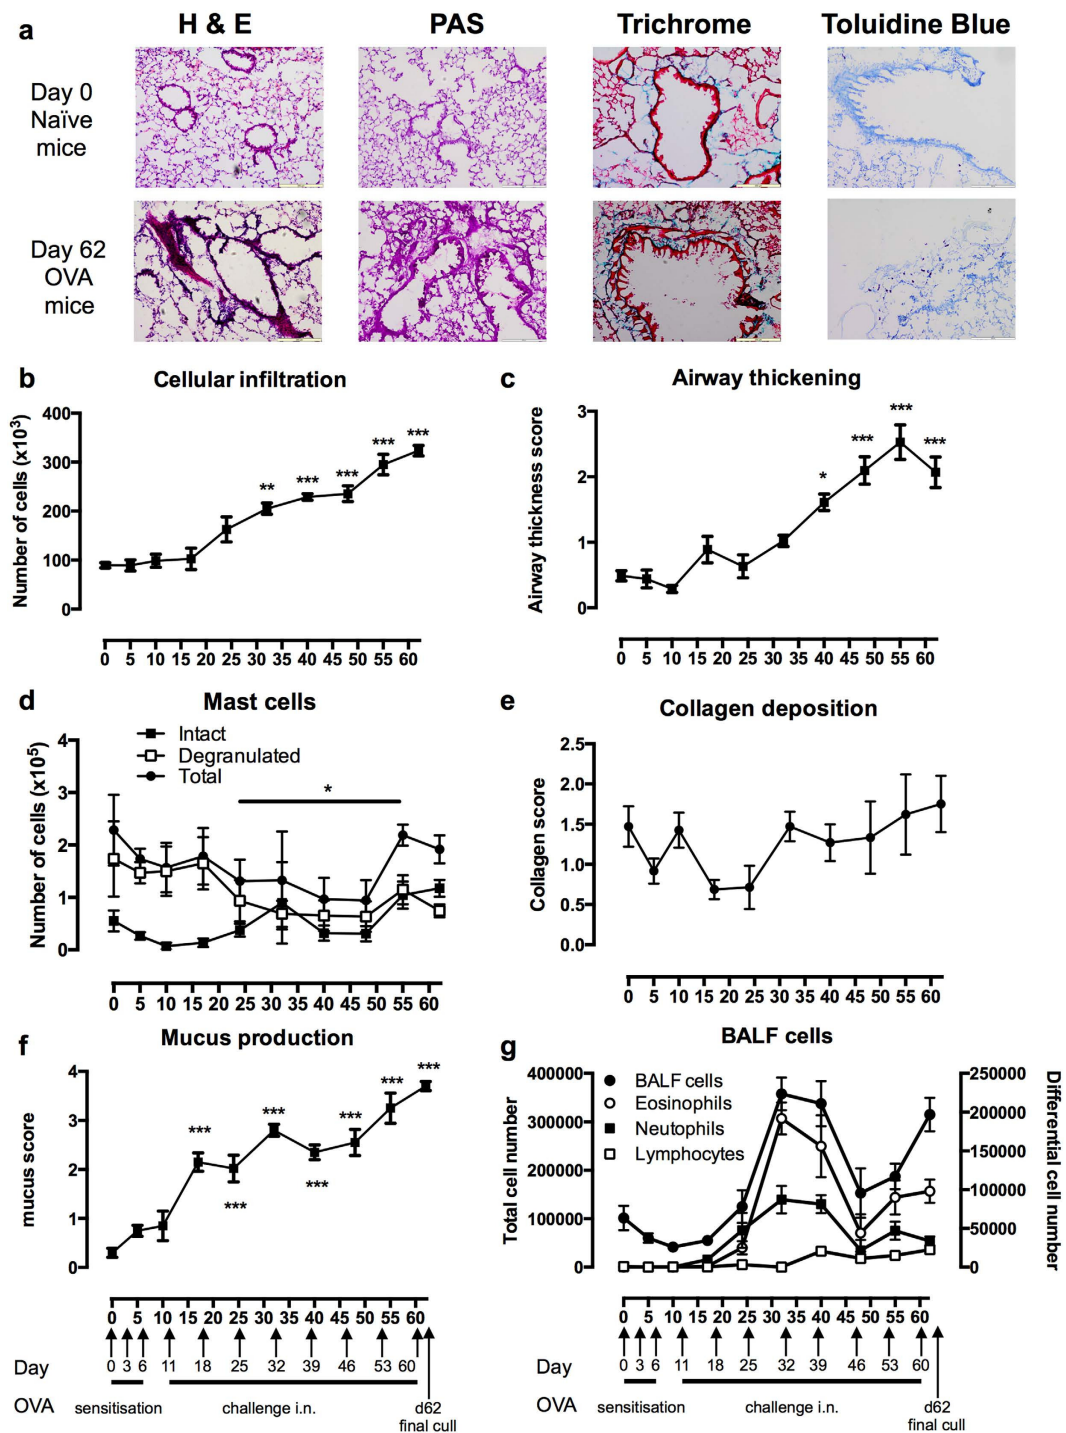 a
H & E PAS Trichrome Toluidine Blue
Day 0
Naïve
mice
Day 62
OVA
mice
b
Cellular infiltration
Number of cells (x10³)
400
300
200
100
0
** *** *** *** ***
0 5 10 15 20 25 30 35 40 45 50 55 60
c
Airway thickening
Airway thickness score
3
2
1
0
* *** *** ***
0 5 10 15 20 25 30 35 40 45 50 55 60
d
Mast cells
Intact
Degranulated
Total
Number of cells (x10⁵)
4
3
2
1
0
*
0 5 10 15 20 25 30 35 40 45 50 55 60
e
Collagen deposition
Collagen score
2.5
2.0
1.5
1.0
0.5
0.0
0 5 10 15 20 25 30 35 40 45 50 55 60
f
Mucus production
mucus score
4
3
2
1
0
*** *** *** *** *** *** ***
0 5 10 15 20 25 30 35 40 45 50 55 60
Day 0 3 6 11 18 25 32 39 46 53 60
OVA sensitisation challenge i.n. d62
final cull
g
BALF cells
BALF cells
Eosinophils
Neutophils
Lymphocytes
Total cell number
400000
300000
200000
100000
0
250000
200000
150000
100000
50000
0
Differential cell number
0 5 10 15 20 25 30 35 40 45 50 55 60
Day 0 3 6 11 18 25 32 39 46 53 60
OVA sensitisation challenge i.n. d62
final cull